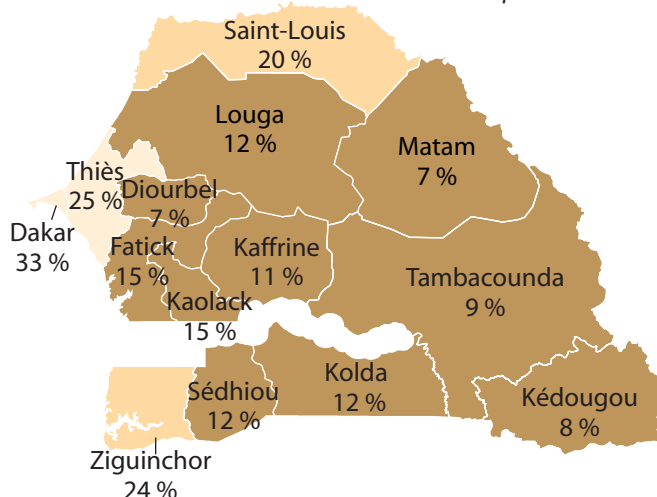 Saint-Louis
20 %
Louga
12 %
Matam
7 %
Thiès
25 %
Diourbel
7 %
Dakar
33 %
Fatick
15 %
Kaffrine
11 %
Tambacounda
9 %
Kaolack
15 %
Sédhiou
12 %
Kolda
12 %
Kédougou
8 %
Ziguinchor
24 %